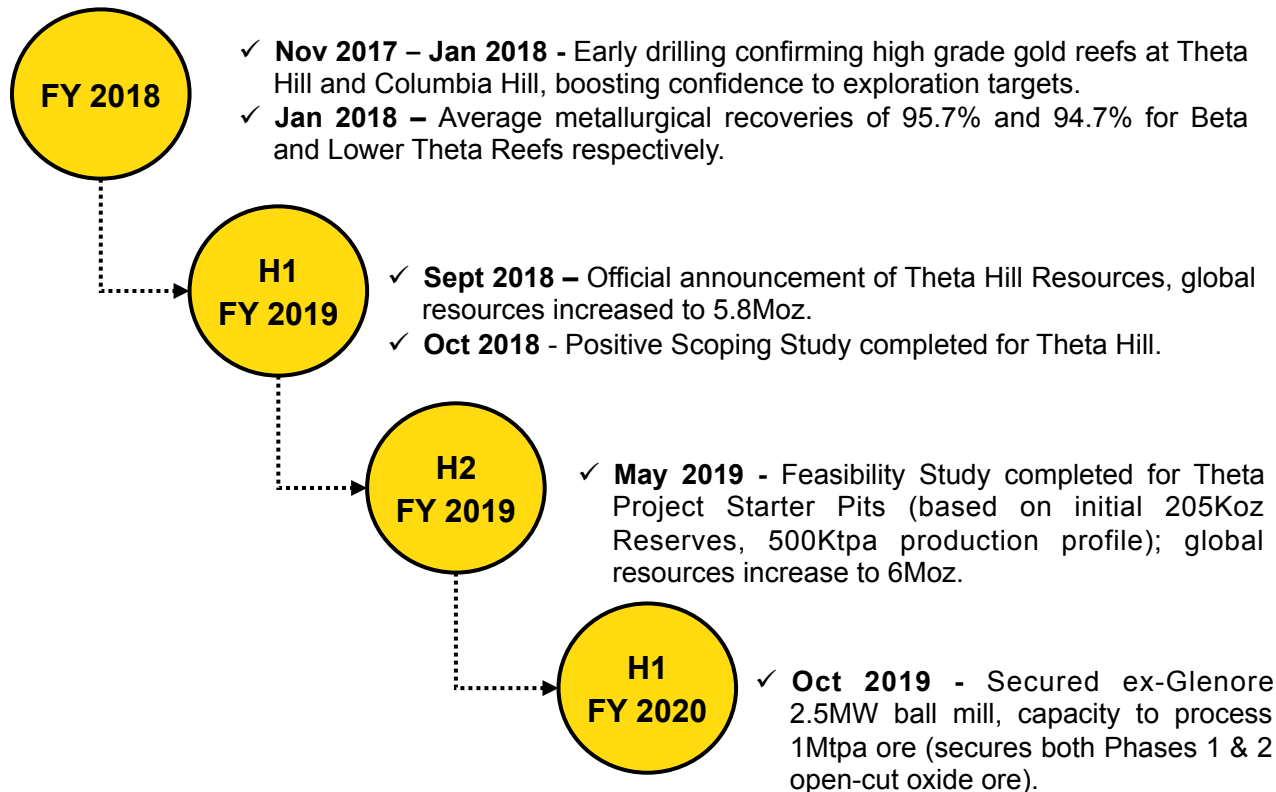 FY 2018
✓ Nov 2017 – Jan 2018 - Early drilling confirming high grade gold reefs at Theta
Hill and Columbia Hill, boosting confidence to exploration targets.
✓ Jan 2018 – Average metallurgical recoveries of 95.7% and 94.7% for Beta
and Lower Theta Reefs respectively.
H1
FY 2019
✓ Sept 2018 – Official announcement of Theta Hill Resources, global
resources increased to 5.8Moz.
✓ Oct 2018 - Positive Scoping Study completed for Theta Hill.
H2
FY 2019
✓ May 2019 - Feasibility Study completed for Theta
Project Starter Pits (based on initial 205Koz
Reserves, 500Ktpa production profile); global
resources increase to 6Moz.
H1
FY 2020
✓ Oct 2019 - Secured ex-Glenore
2.5MW ball mill, capacity to process
1Mtpa ore (secures both Phases 1 & 2
open-cut oxide ore).